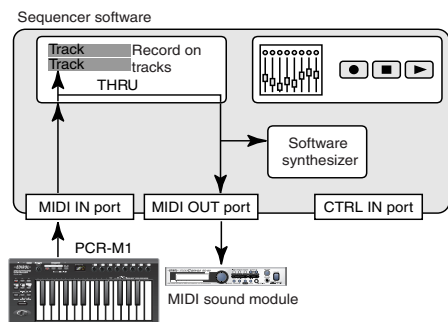 Sequencer software
Track
Track
Record on
tracks
THRU
Software
synthesizer
MIDI IN port
MIDI OUT port
CTRL IN port
PCR-M1
MIDI sound module